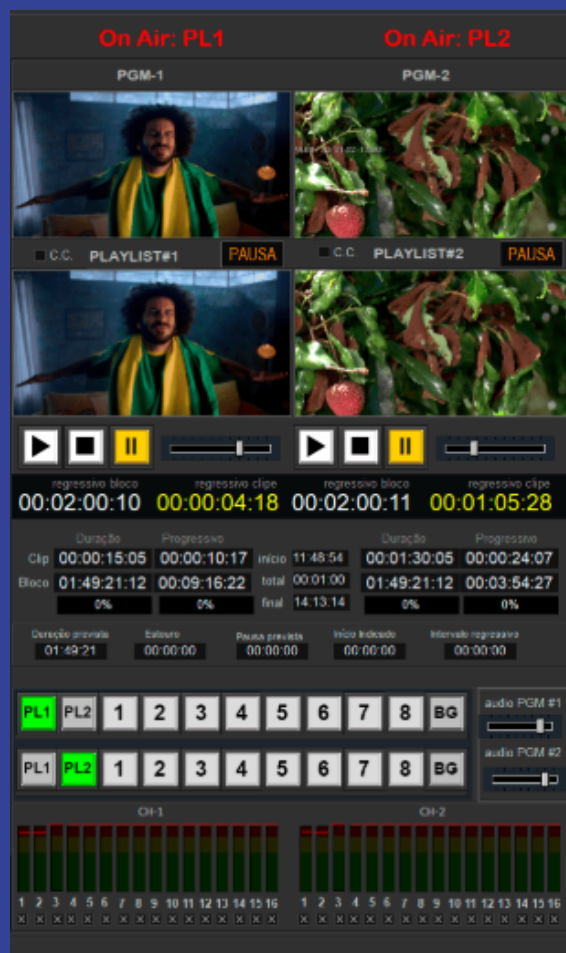 On Air: PL1 On Air: PL2
PGM-1 PGM-2
C.C. PLAYLIST#1 PAUSA C.C. PLAYLIST#2 PAUSA
regressivo bloco regressivo clipe regressivo bloco regressivo clipe
00:02:00:10 00:00:04:18 00:02:00:11 00:01:05:28
Duração Progressivo Duração Progressivo
Clip 00:00:15:05 00:00:10:17 início 11:48:54 00:01:30:05 00:00:24:07
Bloco 01:49:21:12 00:09:16:22 total 00:01:00 01:49:21:12 00:03:54:27
0% 0% final 14:13:14 0% 0%
Duração prevista Estouro Pausa prevista Início Indicado Intervalo regressivo
01:49:21 00:00:00 00:00:00 00:00:00 00:00:00
PL1 PL2 1 2 3 4 5 6 7 8 BG audio PGM #1
PL1 PL2 1 2 3 4 5 6 7 8 BG audio PGM #2
CH-1 CH-2
1 2 3 4 5 6 7 8 9 10 11 12 13 14 15 16 1 2 3 4 5 6 7 8 9 10 11 12 13 14 15 16